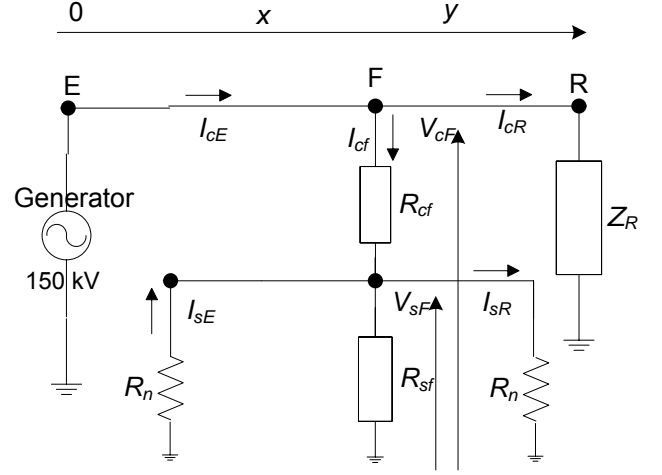 0 x y
E F R
I_cE I_cf V_cF I_cR
Generator
R_cf
Z_R
150 kV
I_sE V_sF I_sR
R_n R_sf R_n